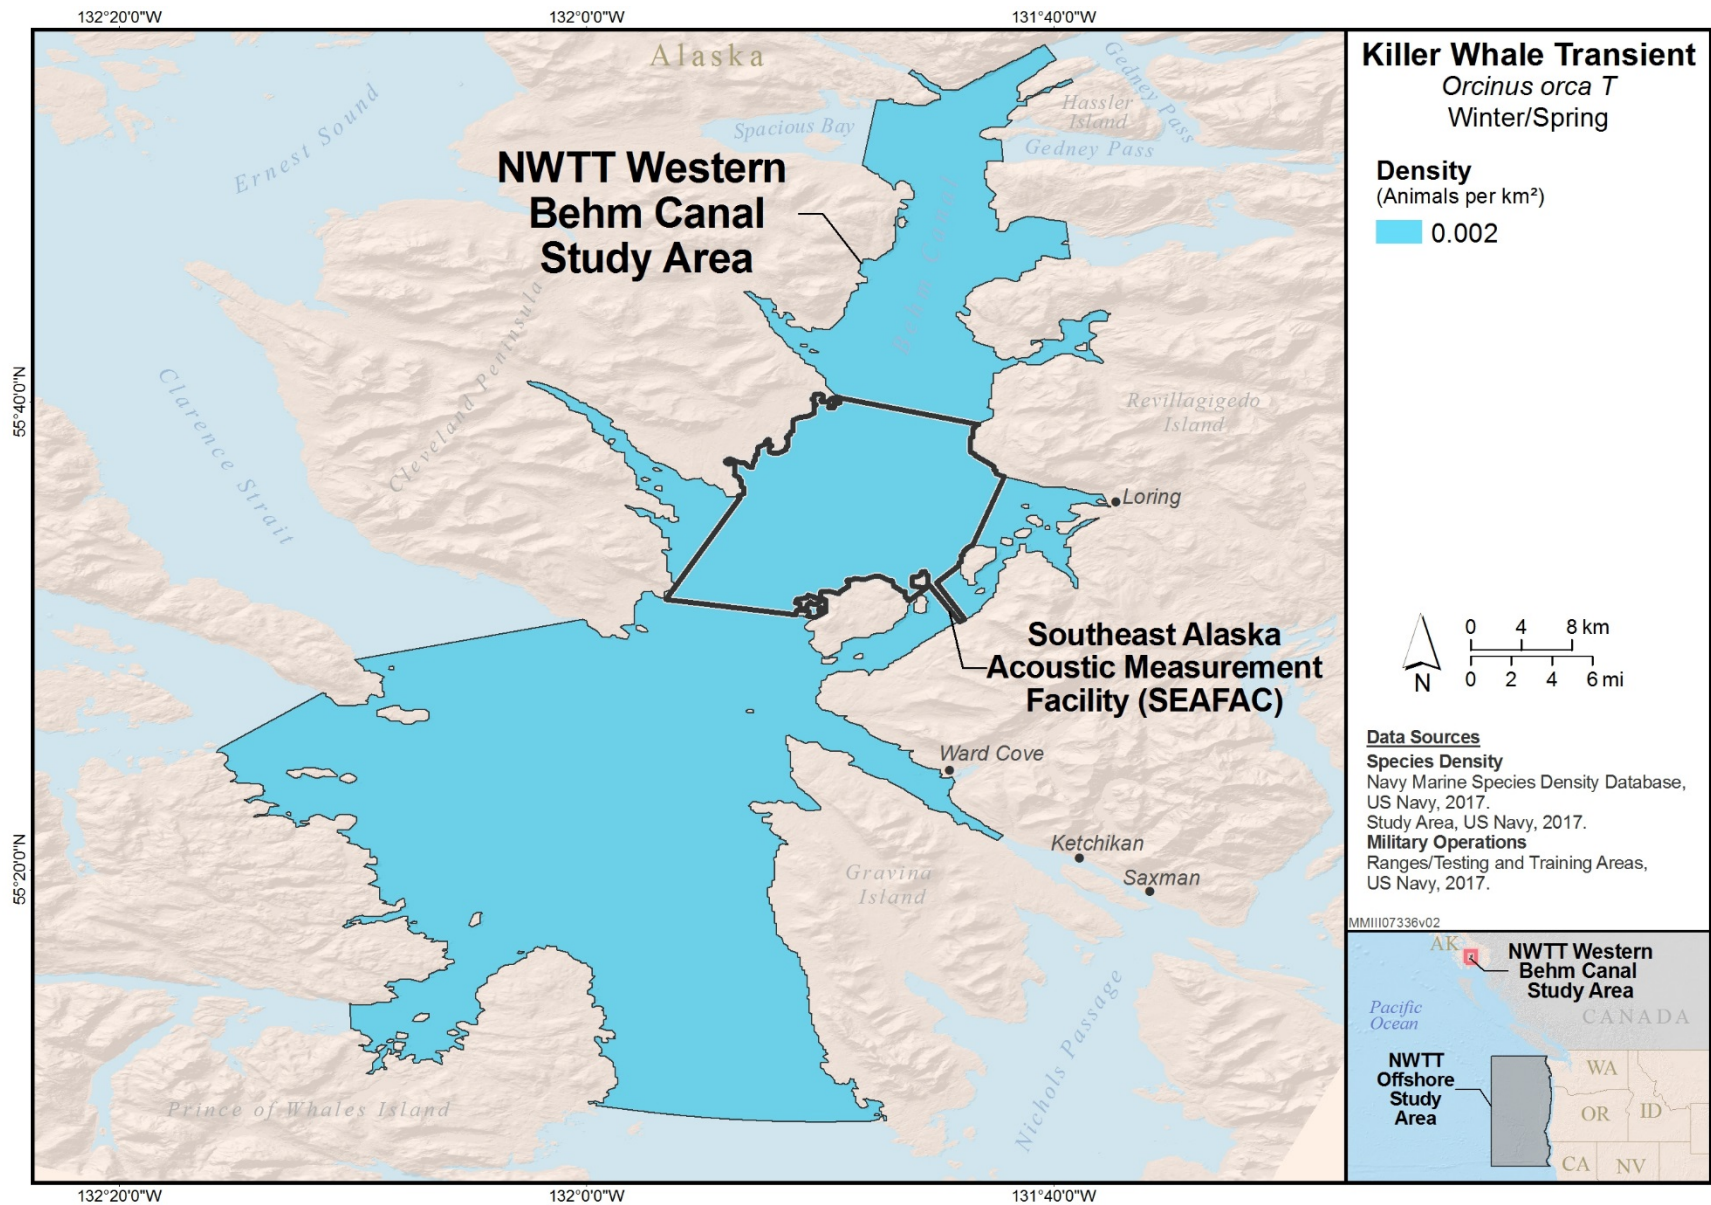 132°20'0"W
132°0'0"W
131°40'0"W
55°40'0"N
55°20'0"N
Alaska
Ernest Sound
Spacious Bay
Gedney Pass
Hassler
Island
Gedney Pass
NWTT Western
Behm Canal
Study Area
Behm Canal
Cleveland Peninsula
Clarence Strait
Revillagigedo
Island
Loring
Southeast Alaska
Acoustic Measurement
Facility (SEAFAC)
Ward Cove
Ketchikan
Saxman
Gravina
Island
Nichols Passage
Prince of Whales Island
132°20'0"W
132°0'0"W
131°40'0"W
Killer Whale Transient
Orcinus orca T
Winter/Spring
Density
(Animals per km²)
0.002
N
0 4 8 km
0 2 4 6 mi
Data Sources
Species Density
Navy Marine Species Density Database,
US Navy, 2017.
Study Area, US Navy, 2017.
Military Operations
Ranges/Testing and Training Areas,
US Navy, 2017.
MMIII07336v02
AK
NWTT Western
Behm Canal
Study Area
Pacific
Ocean
CANADA
NWTT
Offshore
Study
Area
WA
OR
ID
CA
NV